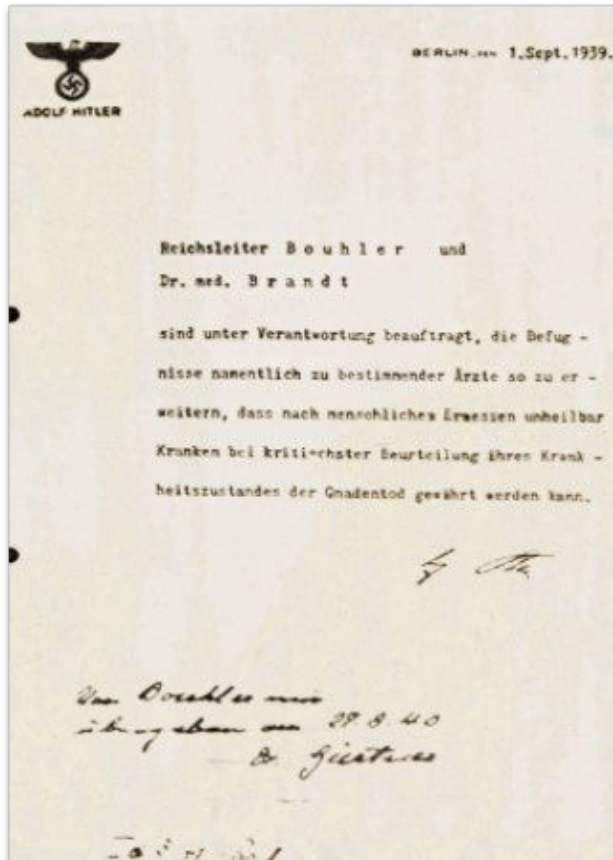 ADOLF HITLER
BERLIN, DEN 1.Sept.1939.
Reichsleiter B o u h l e r und
Dr. med. B r a n d t
sind unter Verantwortung beauftragt, die Befug -
nisse namentlich zu bestimmender Ärzte so zu er -
weitern, dass nach menschlichem Ermessen unheilbar
Kranken bei kritischster Beurteilung ihres Krank -
heitszustandes der Gnadentod gewährt werden kann.
Von Bouhler mir
übergeben am 27.8.40
Dr. Gürtner